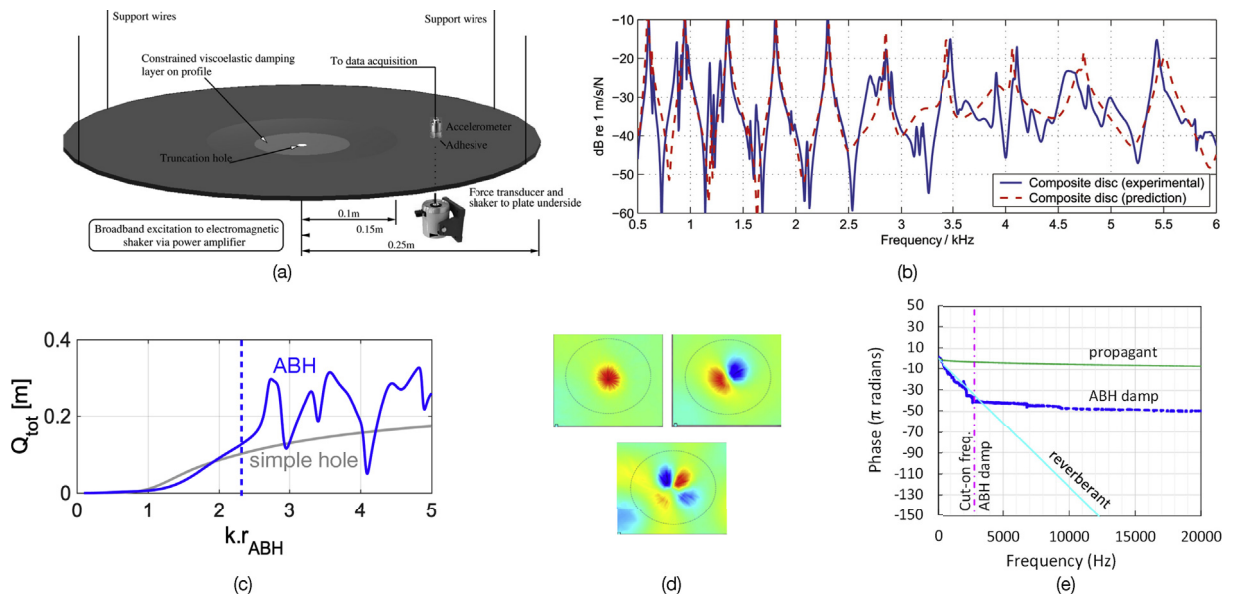 Support wires
Support wires
Constrained viscoelastic damping
layer on profile
To data acquisition
Accelerometer
Adhesive
Truncation hole
Force transducer and
shaker to plate underside
0.1m
0.15m
Broadband excitation to electromagnetic
shaker via power amplifier
0.25m
(a)
-10
-20
-30
-40
-50
-60
dB re 1 m/s/N
Composite disc (experimental)
Composite disc (prediction)
0.5 1 1.5 2 2.5 3 3.5 4 4.5 5 5.5 6
Frequency / kHz
(b)
0.4
0.2
0
Q_tot [m]
ABH
simple hole
0 1 2 3 4 5
k.r_ABH
(c)
(d)
50
30
10
-10
-30
-50
-70
-90
-110
-130
-150
Phase (π radians)
propagant
ABH damp
reverberant
Cut-on freq.
ABH damp
0 5000 10000 15000 20000
Frequency (Hz)
(e)